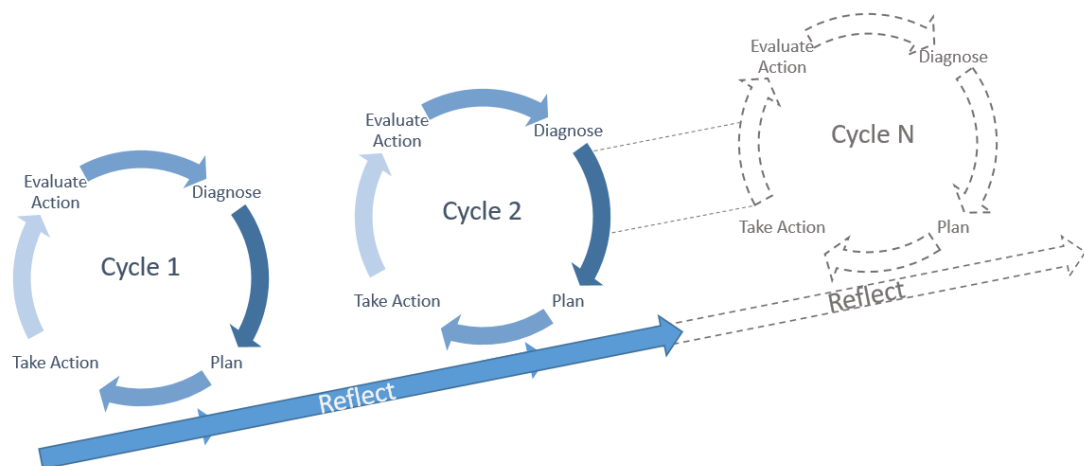 Evaluate
Action
Diagnose
Cycle 1
Take Action
Plan
Evaluate
Action
Diagnose
Cycle 2
Take Action
Plan
Reflect
Evaluate
Action
Diagnose
Cycle N
Take Action
Plan
Reflect